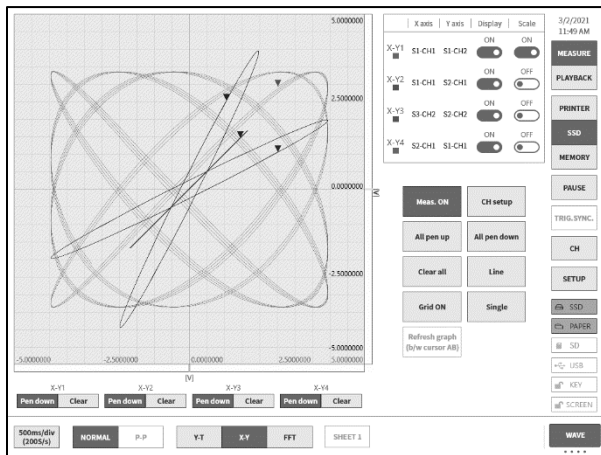 5.0000000
2.5000000
0.0000000
-2.5000000
-5.0000000
-5.0000000 -2.5000000 0.0000000 2.5000000 5.0000000
[V]
[A]
X-Y1 X-Y2 X-Y3 X-Y4
Pen down Clear Pen down Clear Pen down Clear Pen down Clear
X axis Y axis Display Scale
ON ON
X-Y1 S1-CH1 S1-CH2
ON OFF
X-Y2 S1-CH1 S2-CH1
ON OFF
X-Y3 S3-CH2 S2-CH2
ON OFF
X-Y4 S2-CH1 S1-CH1
Meas. ON CH setup
All pen up All pen down
Clear all Line
Grid ON Single
Refresh graph
(b/w cursor AB)
3/2/2021
11:49 AM
MEASURE
PLAYBACK
PRINTER
SSD
MEMORY
PAUSE
TRIG.SYNC.
CH
SETUP
SSD
PAPER
SD
USB
KEY
SCREEN
500ms/div
(200S/s)
NORMAL P-P Y-T X-Y FFT SHEET 1 WAVE